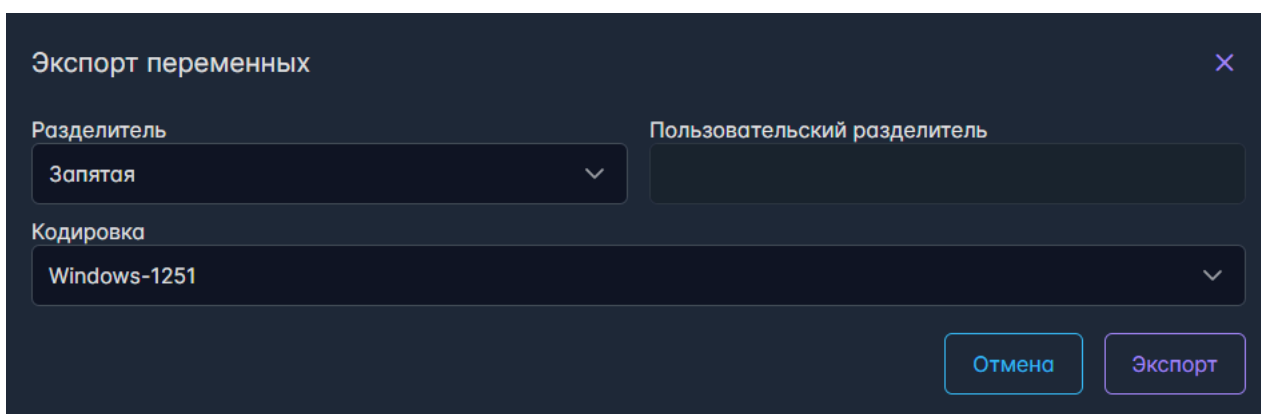 Экспорт переменных
Разделитель
Пользовательский разделитель
Запятая
Кодировка
Windows-1251
Отмена
Экспорт